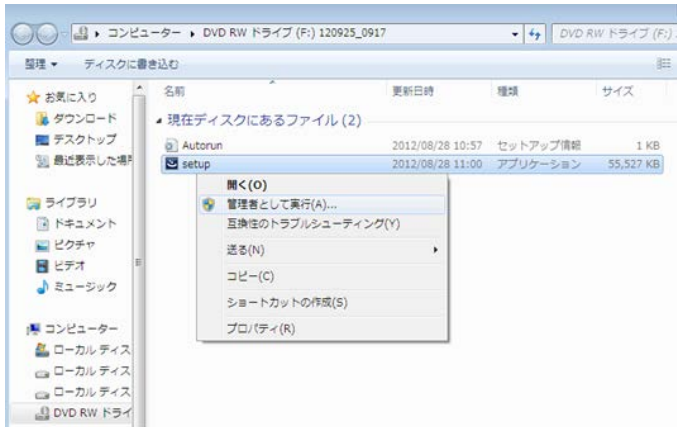 コンピューター ▸ DVD RW ドライブ (F:) 120925_0917
DVD RW ドライブ (F:)
整理 ▼ ディスクに書き込む
お気に入り
ダウンロード
デスクトップ
最近表示した場所
ライブラリ
ドキュメント
ピクチャ
ビデオ
ミュージック
コンピューター
ローカル ディス
ローカル ディス
ローカル ディス
DVD RW ドライ
名前 更新日時 種類 サイズ
現在ディスクにあるファイル (2)
Autorun 2012/08/28 10:57 セットアップ情報 1 KB
setup 2012/08/28 11:00 アプリケーション 55,527 KB
開く(O)
管理者として実行(A)...
互換性のトラブルシューティング(Y)
送る(N)
コピー(C)
ショートカットの作成(S)
プロパティ(R)